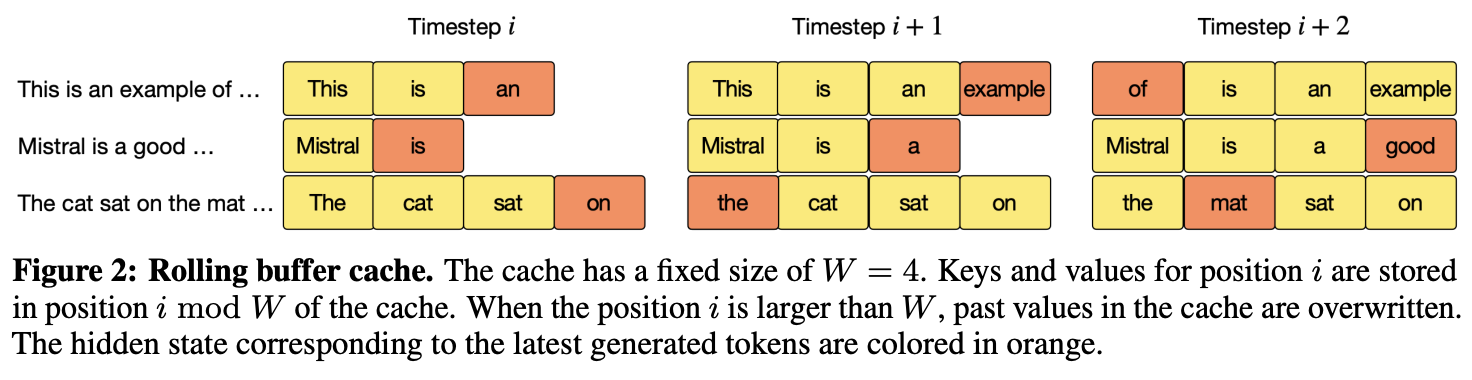 Timestep i Timestep i + 1 Timestep i + 2
This is an example of ... This is an This is an example of is an example
Mistral is a good ... Mistral is Mistral is a Mistral is a good
The cat sat on the mat ... The cat sat on the cat sat on the mat sat on
Figure 2: Rolling buffer cache. The cache has a fixed size of W = 4. Keys and values for position i are stored
in position i mod W of the cache. When the position i is larger than W, past values in the cache are overwritten.
The hidden state corresponding to the latest generated tokens are colored in orange.